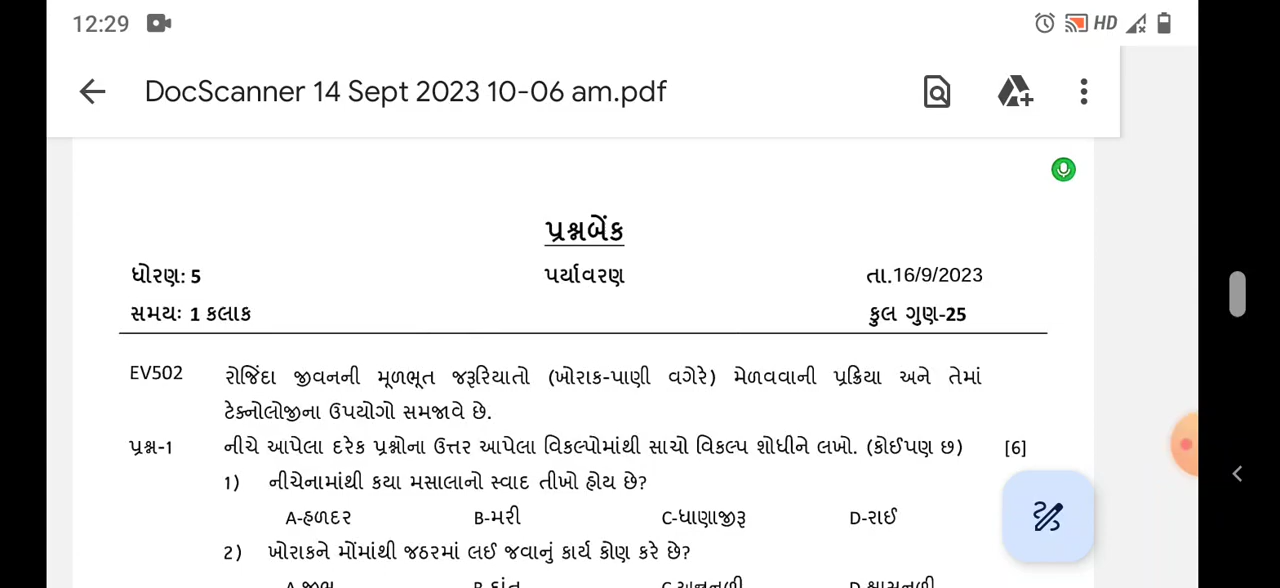 12:29 HD
DocScanner 14 Sept 2023 10-06 am.pdf
પ્રશ્નબેંક
ધોરણ: 5 પર્યાવરણ તા.16/9/2023
સમયઃ 1 કલાક કુલ ગુણ-25
EV502 રોજિંદા જીવનની મૂળભૂત જરૂરિયાતો (ખોરાક-પાણી વગેરે) મેળવવાની પ્રક્રિયા અને તેમાં
ટેક્નોલોજીના ઉપયોગો સમજાવે છે.
પ્રશ્ન-1 નીચે આપેલા દરેક પ્રશ્નોના ઉત્તર આપેલા વિકલ્પોમાંથી સાચો વિકલ્પ શોધીને લખો. (કોઈપણ છ) [6]
1) નીચેનામાંથી કયા મસાલાનો સ્વાદ તીખો હોય છે?
A-હળદર B-મરી C-ધાણાજીરૂ D-રાઈ
2) ખોરાકને મોંમાંથી જઠરમાં લઈ જવાનું કાર્ય કોણ કરે છે?
A-જીભ B-દાંત C-અન્નનળી D-શ્વાસનળી